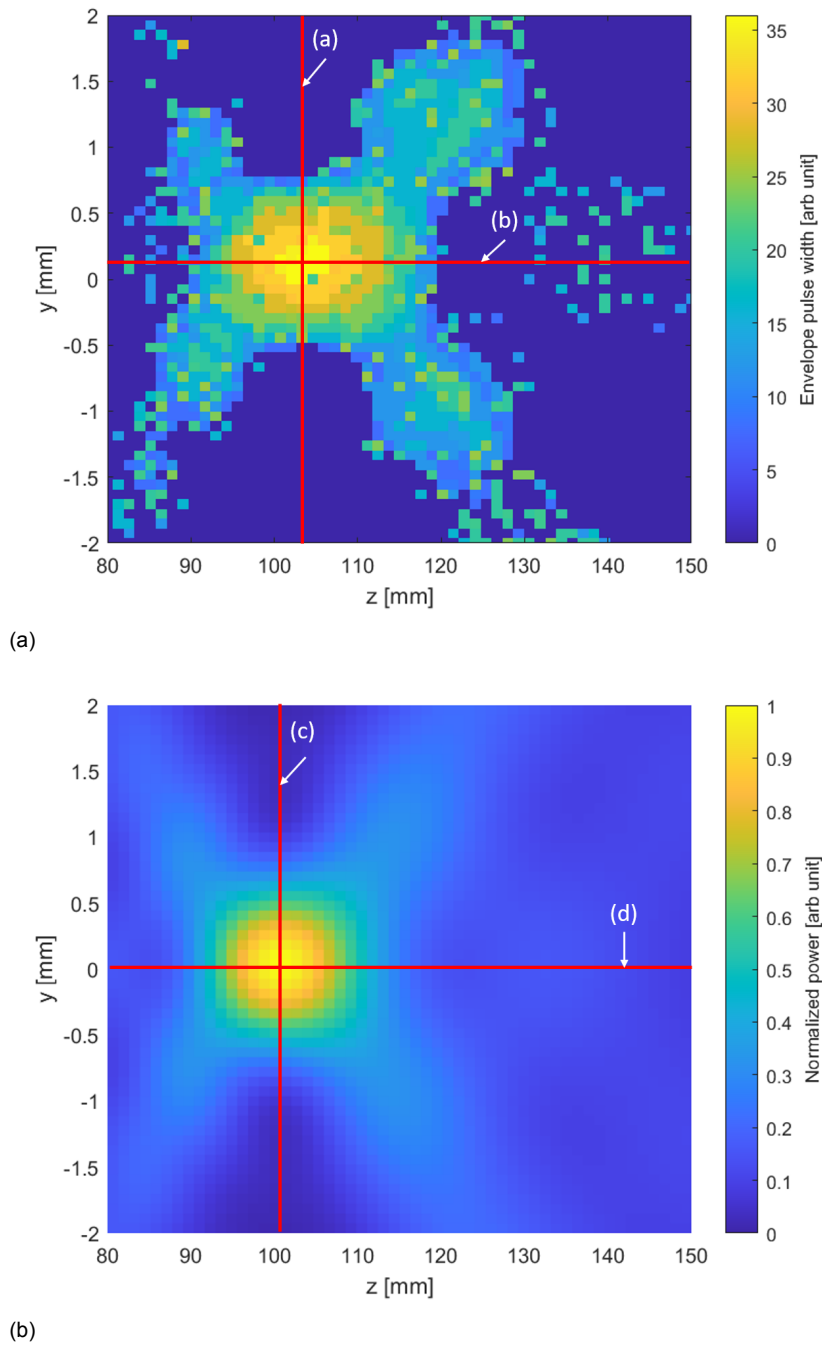 2
1.5
1
0.5
0
-0.5
-1
-1.5
-2
80 90 100 110 120 130 140 150
z [mm]
y [mm]
(a)
(b)
35
30
25
20
15
10
5
0
Envelope pulse width [arb unit]
(a)
2
1.5
1
0.5
0
-0.5
-1
-1.5
-2
80 90 100 110 120 130 140 150
z [mm]
y [mm]
(c)
(d)
1
0.9
0.8
0.7
0.6
0.5
0.4
0.3
0.2
0.1
0
Normalized power [arb unit]
(b)